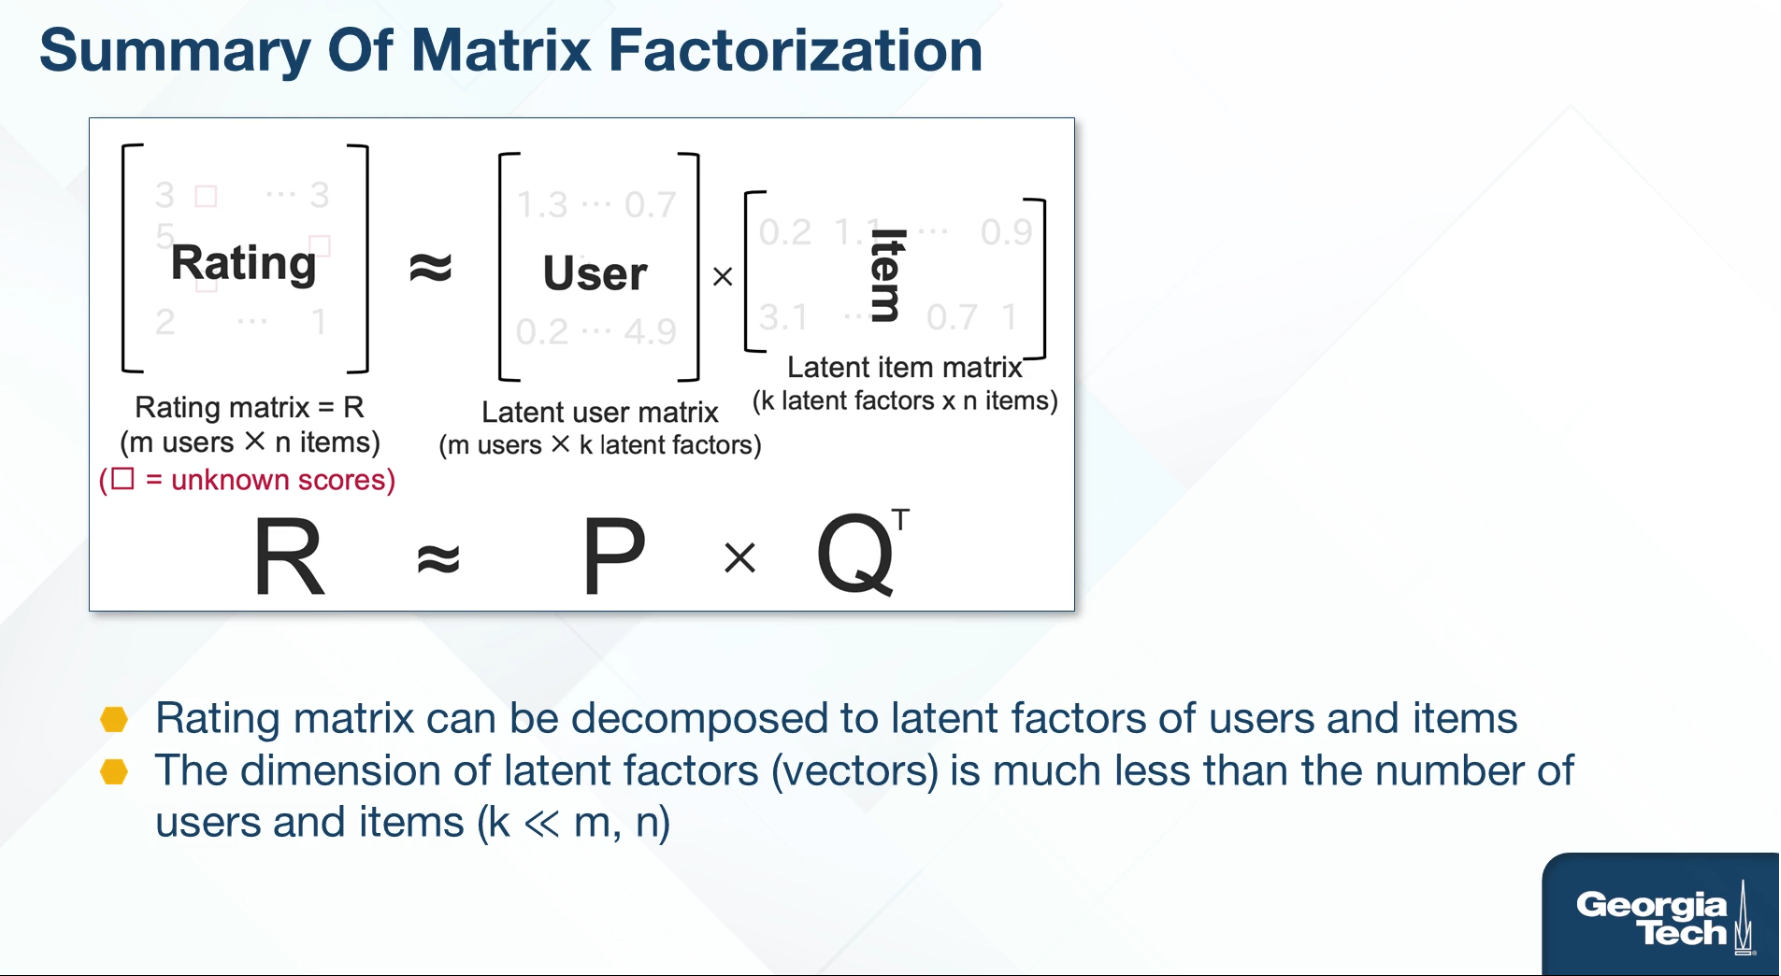 Summary Of Matrix Factorization
3 □ ⋯ 3
5 □
□
2 ⋯ 1
Rating
≈
1.3 ⋯ 0.7
User
0.2 ⋯ 4.9
×
0.2 1.1 ⋯ 0.9
Item
3.1 ⋯ 0.7 1
Rating matrix = R
(m users × n items)
(□ = unknown scores)
Latent user matrix
(m users × k latent factors)
Latent item matrix
(k latent factors x n items)
R ≈ P × Qᵀ
Rating matrix can be decomposed to latent factors of users and items
The dimension of latent factors (vectors) is much less than the number of
users and items (k ≪ m, n)
Georgia
Tech